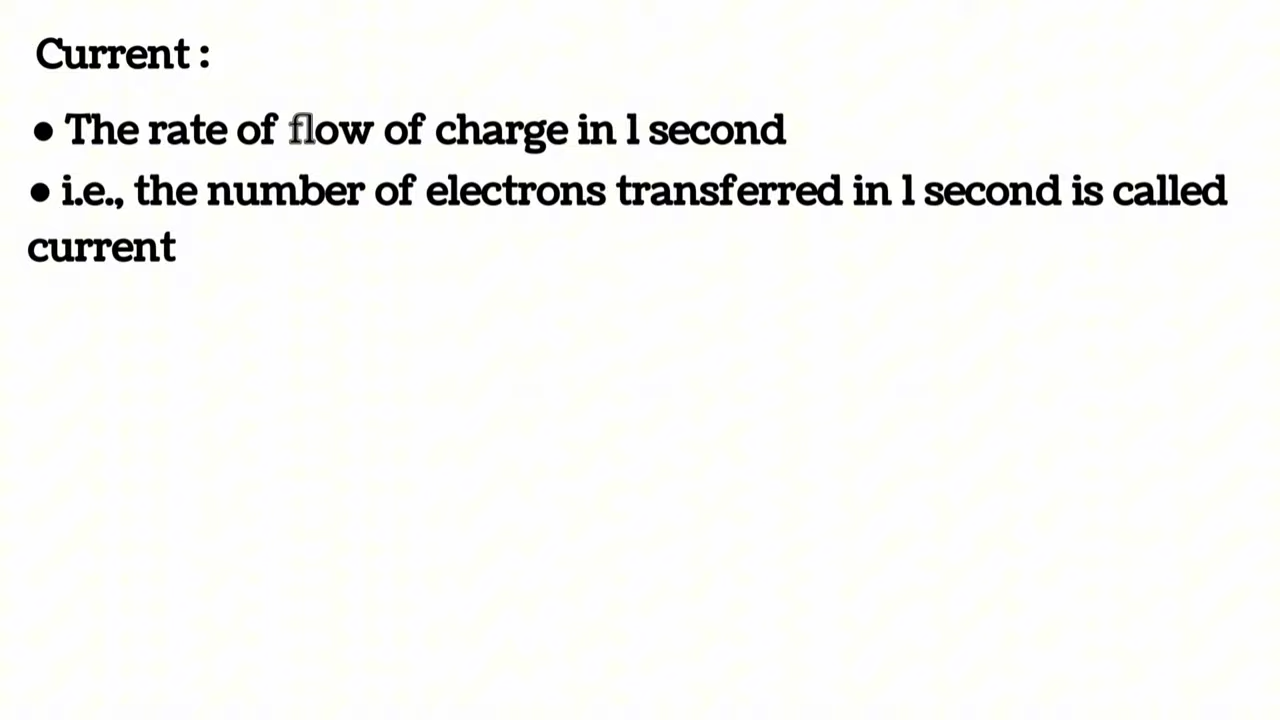 Current :
● The rate of flow of charge in 1 second
● i.e., the number of electrons transferred in 1 second is called
current